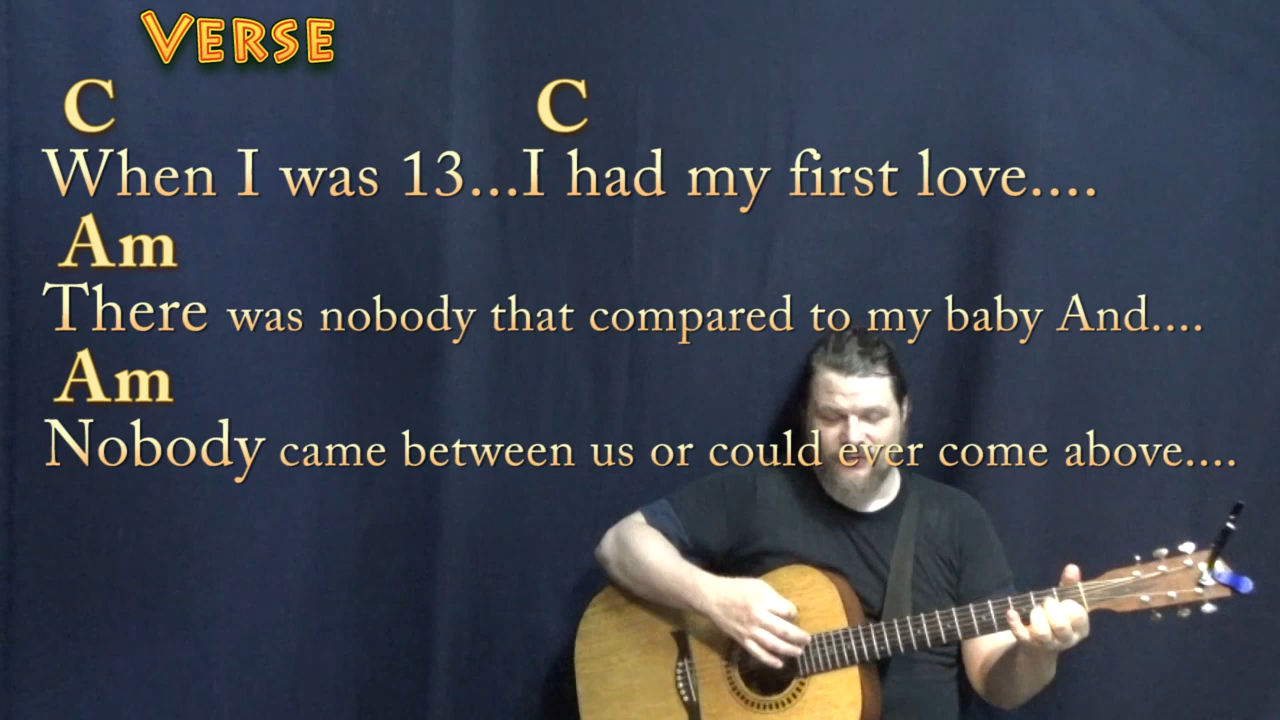 VERSE
C C
When I was 13...I had my first love....
Am
There was nobody that compared to my baby And....
Am
Nobody came between us or could ever come above....